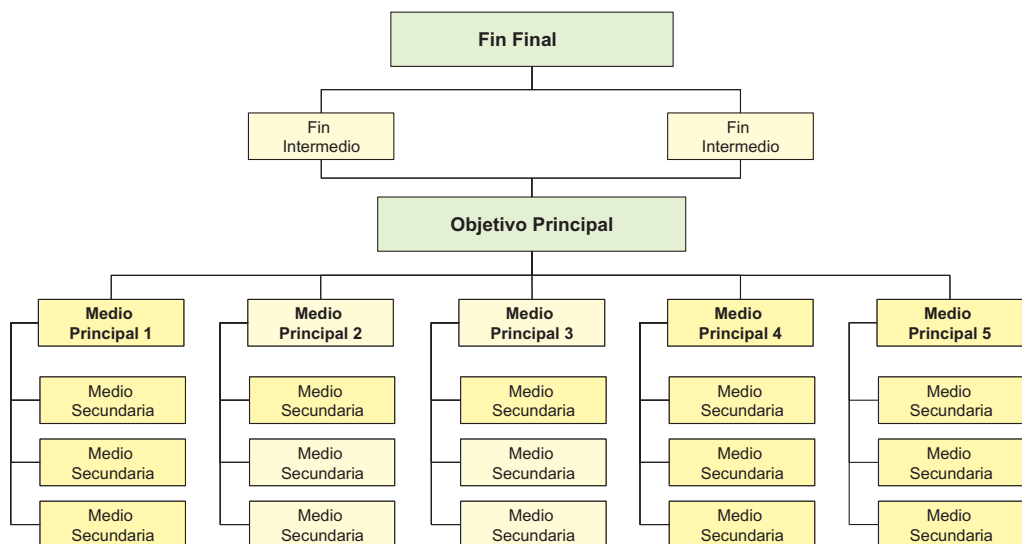 Fin Final
Fin
Intermedio
Fin
Intermedio
Objetivo Principal
Medio
Principal 1
Medio
Principal 2
Medio
Principal 3
Medio
Principal 4
Medio
Principal 5
Medio
Secundaria
Medio
Secundaria
Medio
Secundaria
Medio
Secundaria
Medio
Secundaria
Medio
Secundaria
Medio
Secundaria
Medio
Secundaria
Medio
Secundaria
Medio
Secundaria
Medio
Secundaria
Medio
Secundaria
Medio
Secundaria
Medio
Secundaria
Medio
Secundaria